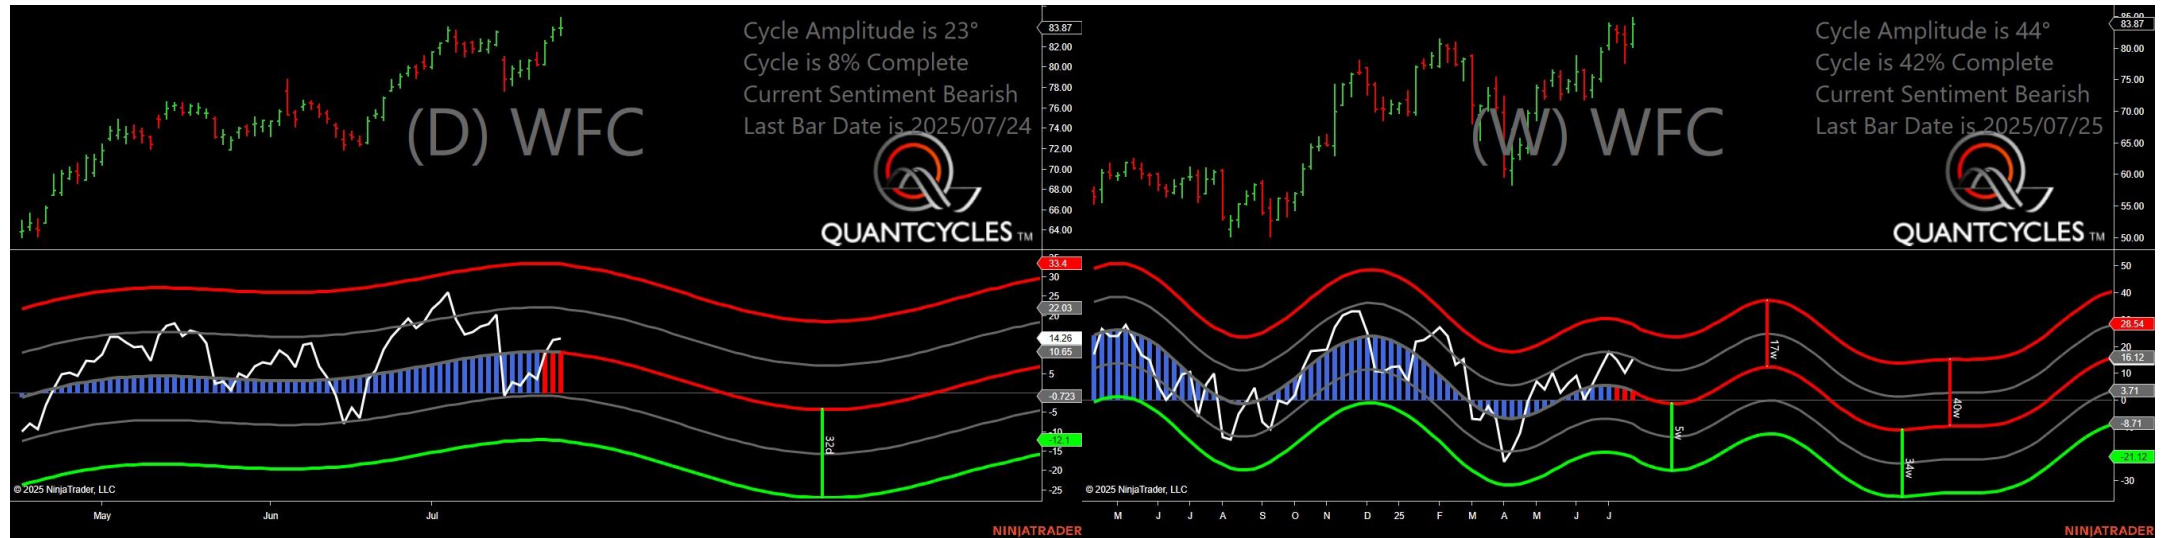 Cycle Amplitude is 23°
Cycle is 8% Complete
Current Sentiment Bearish
Last Bar Date is 2025/07/24
(D) WFC
QUANTCYCLES TM
83.87
82.00
80.00
78.00
76.00
74.00
72.00
70.00
68.00
66.00
64.00
33.4
30
25
22.03
20
14.26
10.65
5
-0.723
-5
-10
-12.1
-15
-20
-25
32d
© 2025 NinjaTrader, LLC
May
Jun
Jul
NINJATRADER
Cycle Amplitude is 44°
Cycle is 42% Complete
Current Sentiment Bearish
Last Bar Date is 2025/07/25
(W) WFC
QUANTCYCLES TM
85.00
83.87
80.00
75.00
70.00
65.00
60.00
55.00
50.00
50
40
28.54
20
16.12
10
3.71
0
-8.71
-21.12
-30
5w
17w
34w
40w
© 2025 NinjaTrader, LLC
M
J
J
A
S
O
N
D
25
F
M
A
M
J
J
NINJATRADER